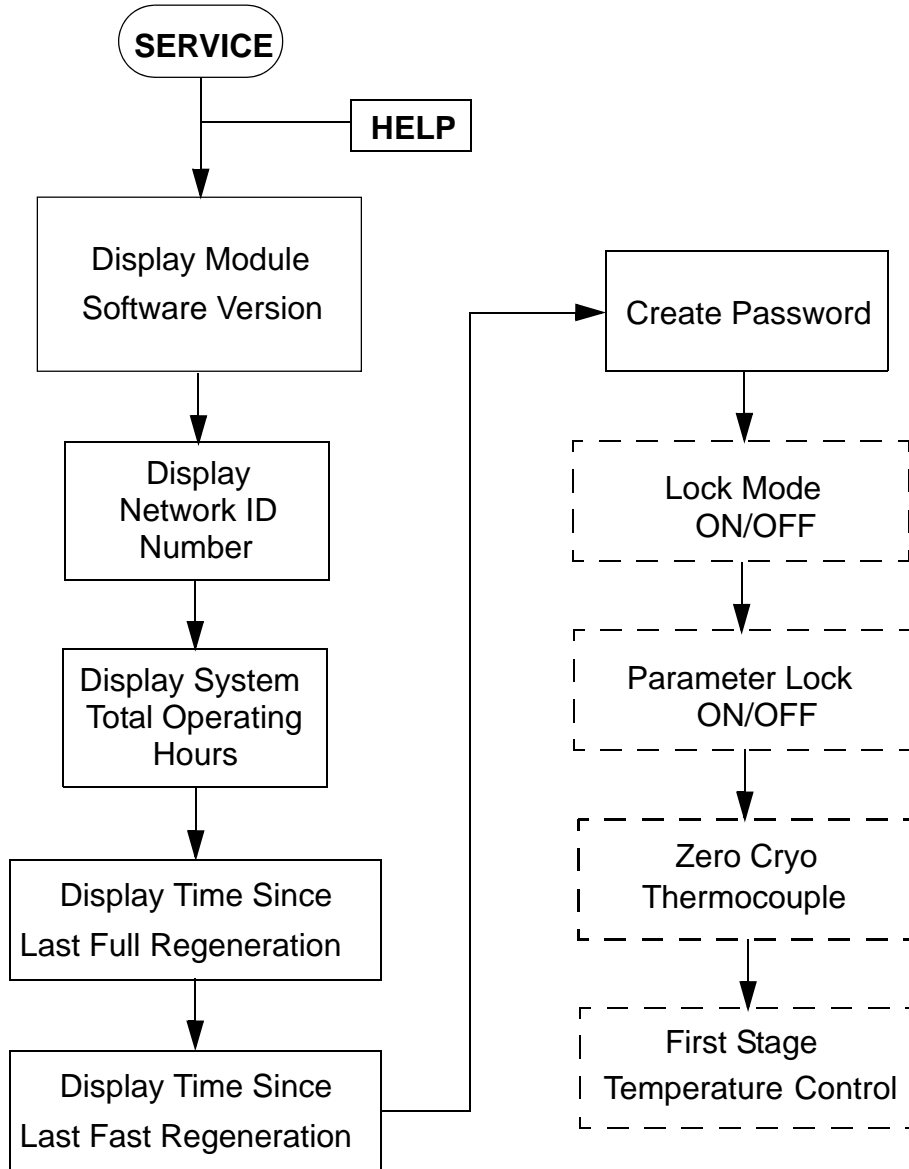 SERVICE
HELP
Display Module
Software Version
Display
Network ID
Number
Display System
Total Operating
Hours
Display Time Since
Last Full Regeneration
Display Time Since
Last Fast Regeneration
Create Password
Lock Mode
ON/OFF
Parameter Lock
ON/OFF
Zero Cryo
Thermocouple
First Stage
Temperature Control